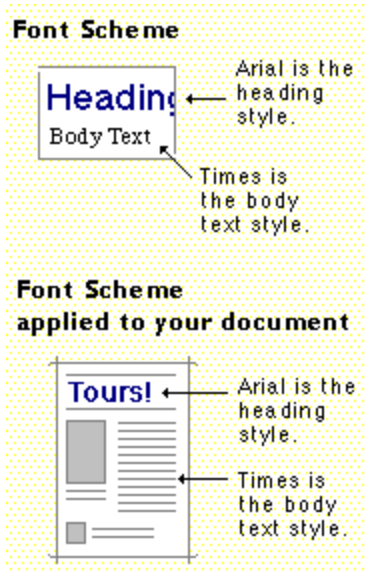 Font Scheme
Heading
Body Text
Arial is the
heading
style.
Times is
the body
text style.
Font Scheme
applied to your document
Tours!
Arial is the
heading
style.
Times is
the body
text style.